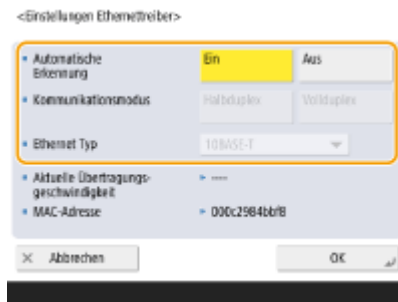 <Einstellungen Ethernettreiber>
Automatische
Erkennung
Ein
Aus
Kommunikationsmodus
Halbduplex
Vollduplex
Ethernet Typ
10BASE-T
Aktuelle Übertragungs-
geschwindigkeit
----
MAC-Adresse
000c2984bbf8
Abbrechen
OK